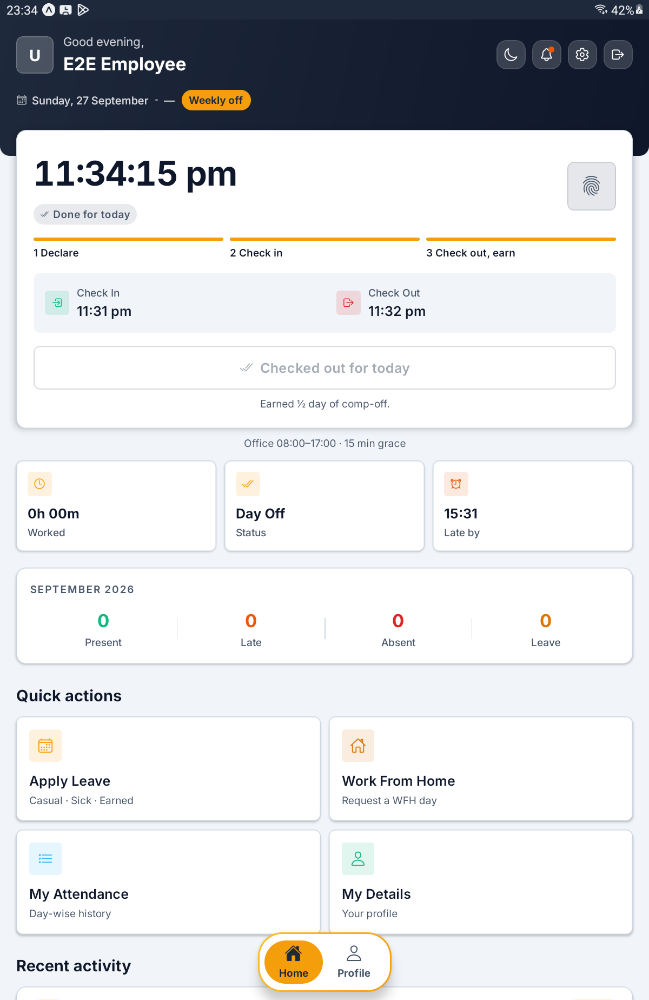 23:34
42%
U
Good evening,
E2E Employee
Sunday, 27 September • — Weekly off
11:34:15 pm
Done for today
1 Declare
2 Check in
3 Check out, earn
Check In
11:31 pm
Check Out
11:32 pm
Checked out for today
Earned ½ day of comp-off.
Office 08:00–17:00 · 15 min grace
0h 00m
Worked
Day Off
Status
15:31
Late by
SEPTEMBER 2026
0
Present
0
Late
0
Absent
0
Leave
Quick actions
Apply Leave
Casual · Sick · Earned
Work From Home
Request a WFH day
My Attendance
Day-wise history
My Details
Your profile
Recent activity
Home
Profile